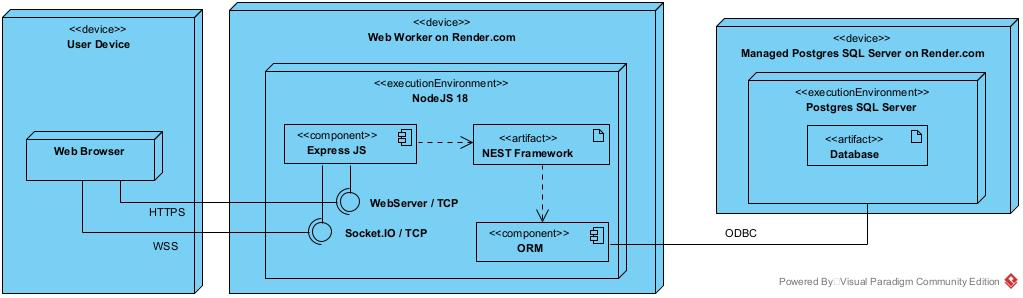 <<device>>
User Device
Web Browser
HTTPS
WSS
<<device>>
Web Worker on Render.com
<<executionEnvironment>>
NodeJS 18
<<component>>
Express JS
<<artifact>>
NEST Framework
WebServer / TCP
Socket.IO / TCP
<<component>>
ORM
ODBC
<<device>>
Managed Postgres SQL Server on Render.com
<<executionEnvironment>>
Postgres SQL Server
<<artifact>>
Database
Powered By Visual Paradigm Community Edition